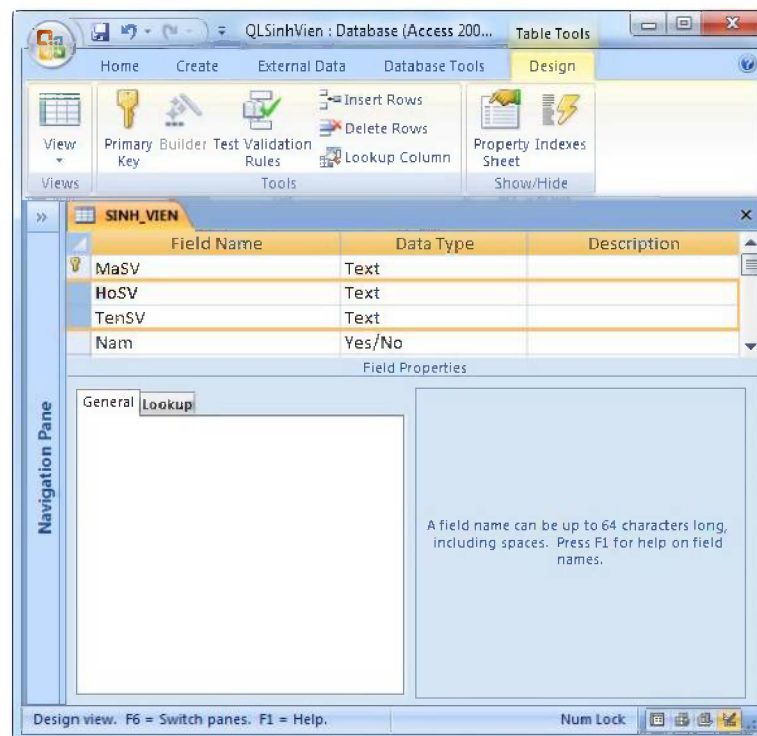 QLSinhVien : Database (Access 200... Table Tools
Home Create External Data Database Tools Design
View Primary Key Builder Test Validation Rules Insert Rows Delete Rows Lookup Column Property Sheet Indexes
Views Tools Show/Hide
SINH_VIEN
Field Name Data Type Description
MaSV Text
HoSV Text
TenSV Text
Nam Yes/No
Field Properties
General Lookup
Navigation Pane
A field name can be up to 64 characters long,
including spaces. Press F1 for help on field
names.
Design view. F6 = Switch panes. F1 = Help. Num Lock